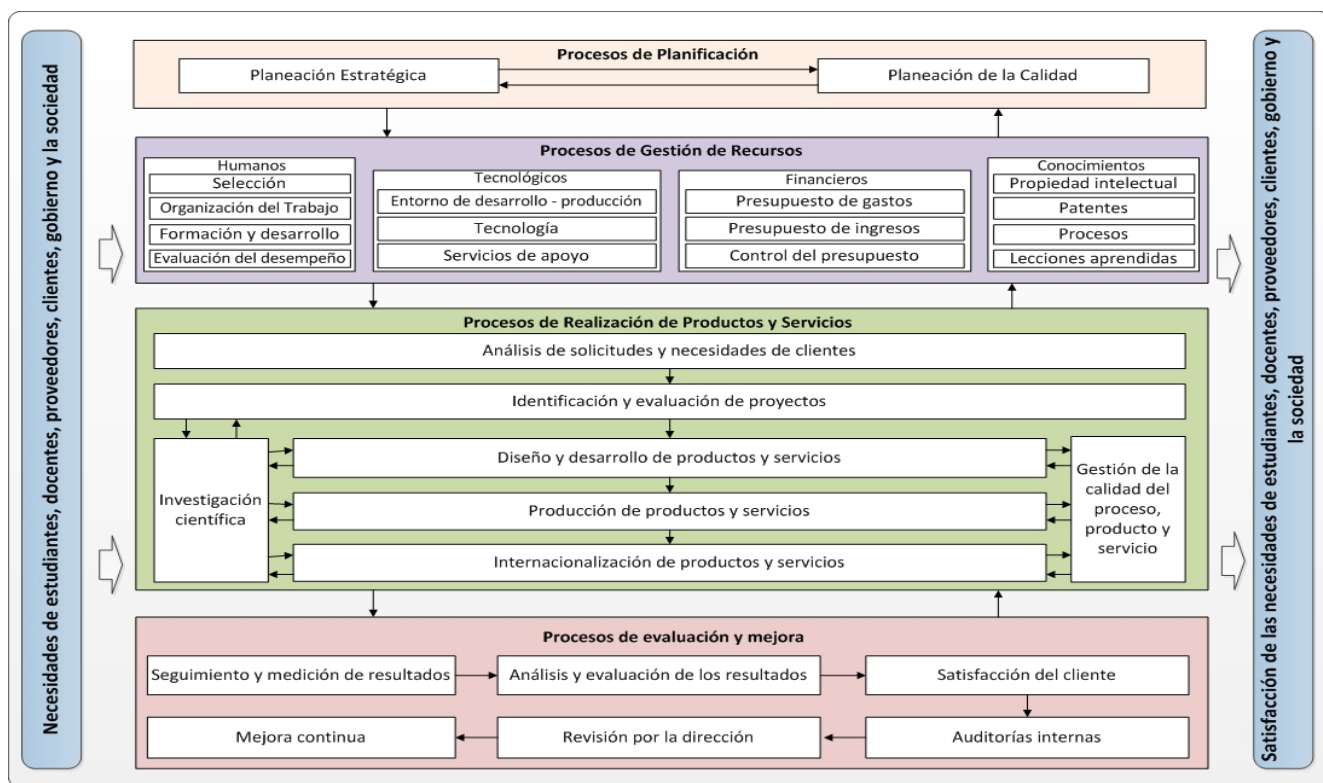 Necesidades de estudiantes, docentes, proveedores, clientes, gobierno y la sociedad
Procesos de Planificación
Planeación Estratégica
Planeación de la Calidad
Procesos de Gestión de Recursos
Humanos
Selección
Organización del Trabajo
Formación y desarrollo
Evaluación del desempeño
Tecnológicos
Entorno de desarrollo - producción
Tecnología
Servicios de apoyo
Financieros
Presupuesto de gastos
Presupuesto de ingresos
Control del presupuesto
Conocimientos
Propiedad intelectual
Patentes
Procesos
Lecciones aprendidas
Procesos de Realización de Productos y Servicios
Análisis de solicitudes y necesidades de clientes
Identificación y evaluación de proyectos
Investigación
científica
Diseño y desarrollo de productos y servicios
Producción de productos y servicios
Internacionalización de productos y servicios
Gestión de la
calidad del
proceso,
producto y
servicio
Procesos de evaluación y mejora
Seguimiento y medición de resultados
Análisis y evaluación de los resultados
Satisfacción del cliente
Mejora continua
Revisión por la dirección
Auditorías internas
Satisfacción de las necesidades de estudiantes, docentes, proveedores, clientes, gobierno y
la sociedad